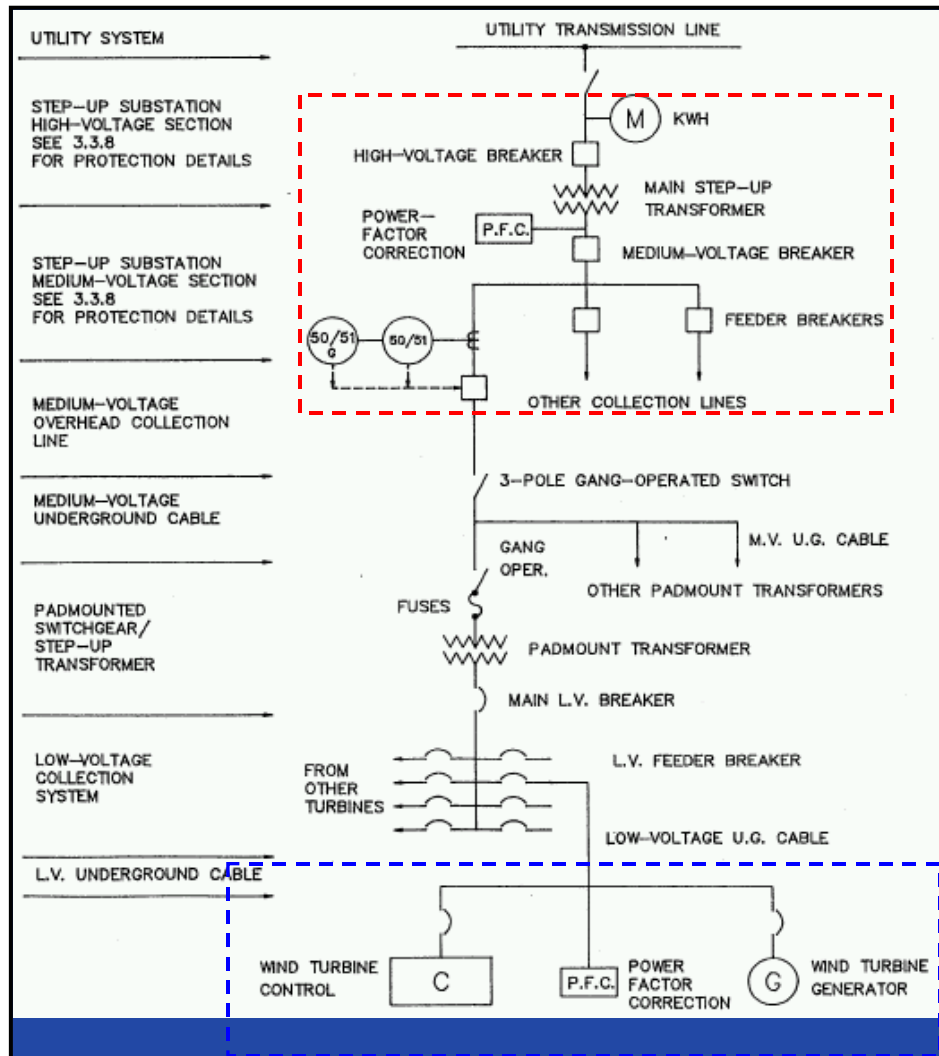 UTILITY SYSTEM
UTILITY TRANSMISSION LINE
STEP-UP SUBSTATION
HIGH-VOLTAGE SECTION
SEE 3.3.8
FOR PROTECTION DETAILS
M
KWH
HIGH-VOLTAGE BREAKER
MAIN STEP-UP
TRANSFORMER
POWER-
FACTOR
CORRECTION
P.F.C.
MEDIUM-VOLTAGE BREAKER
STEP-UP SUBSTATION
MEDIUM-VOLTAGE SECTION
SEE 3.3.8
FOR PROTECTION DETAILS
50/51
G
50/51
FEEDER BREAKERS
OTHER COLLECTION LINES
MEDIUM-VOLTAGE
OVERHEAD COLLECTION
LINE
3-POLE GANG-OPERATED SWITCH
MEDIUM-VOLTAGE
UNDERGROUND CABLE
M.V. U.G. CABLE
GANG
OPER.
OTHER PADMOUNT TRANSFORMERS
FUSES
PADMOUNTED
SWITCHGEAR/
STEP-UP
TRANSFORMER
PADMOUNT TRANSFORMER
MAIN L.V. BREAKER
LOW-VOLTAGE
COLLECTION
SYSTEM
FROM
OTHER
TURBINES
L.V. FEEDER BREAKER
LOW-VOLTAGE U.G. CABLE
L.V. UNDERGROUND CABLE
WIND TURBINE
CONTROL
C
P.F.C.
POWER
FACTOR
CORRECTION
G
WIND TURBINE
GENERATOR